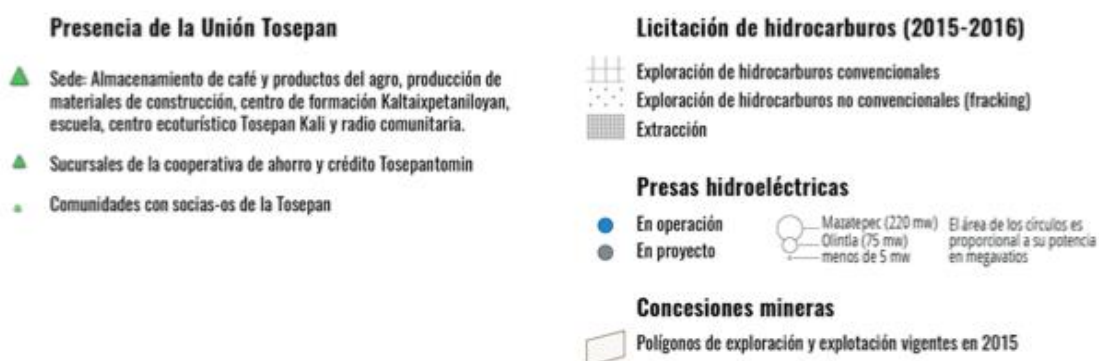 Presencia de la Unión Tosepan
Sede: Almacenamiento de café y productos del agro, producción de
materiales de construcción, centro de formación Kaltaixpetaniloyan,
escuela, centro ecoturístico Tosepan Kali y radio comunitaria.
Sucursales de la cooperativa de ahorro y crédito Tosepantomin
Comunidades con socias-os de la Tosepan
Licitación de hidrocarburos (2015-2016)
Exploración de hidrocarburos convencionales
Exploración de hidrocarburos no convencionales (fracking)
Extracción
Presas hidroeléctricas
En operación
En proyecto
Mazatepec (220 mw)
Olintla (75 mw)
menos de 5 mw
El área de los círculos es
proporcional a su potencia
en megavatios
Concesiones mineras
Polígonos de exploración y explotación vigentes en 2015